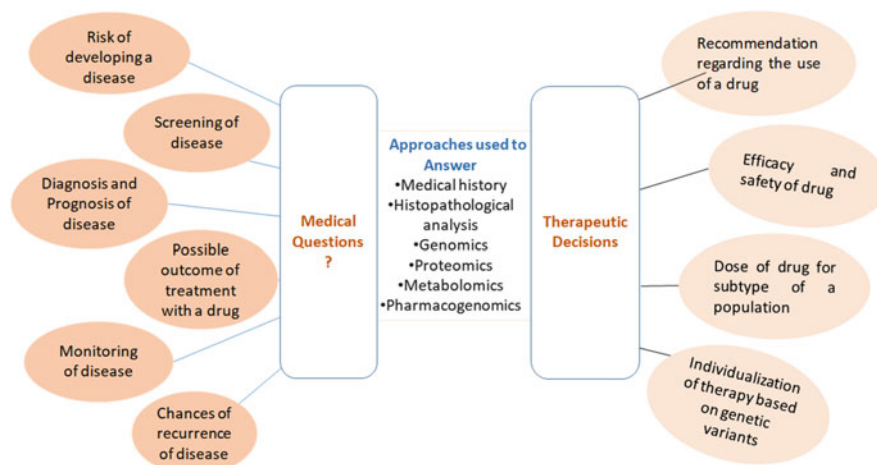 Risk of
developing a
disease
Screening of
disease
Diagnosis and
Prognosis of
disease
Possible
outcome of
treatment
with a drug
Monitoring
of disease
Chances of
recurrence
of disease
Medical
Questions
?
Approaches used to
Answer
•Medical history
•Histopathological
analysis
•Genomics
•Proteomics
•Metabolomics
•Pharmacogenomics
Therapeutic
Decisions
Recommendation
regarding the use
of a drug
Efficacy and
safety of drug
Dose of drug for
subtype of a
population
Individualization
of therapy based
on genetic
variants